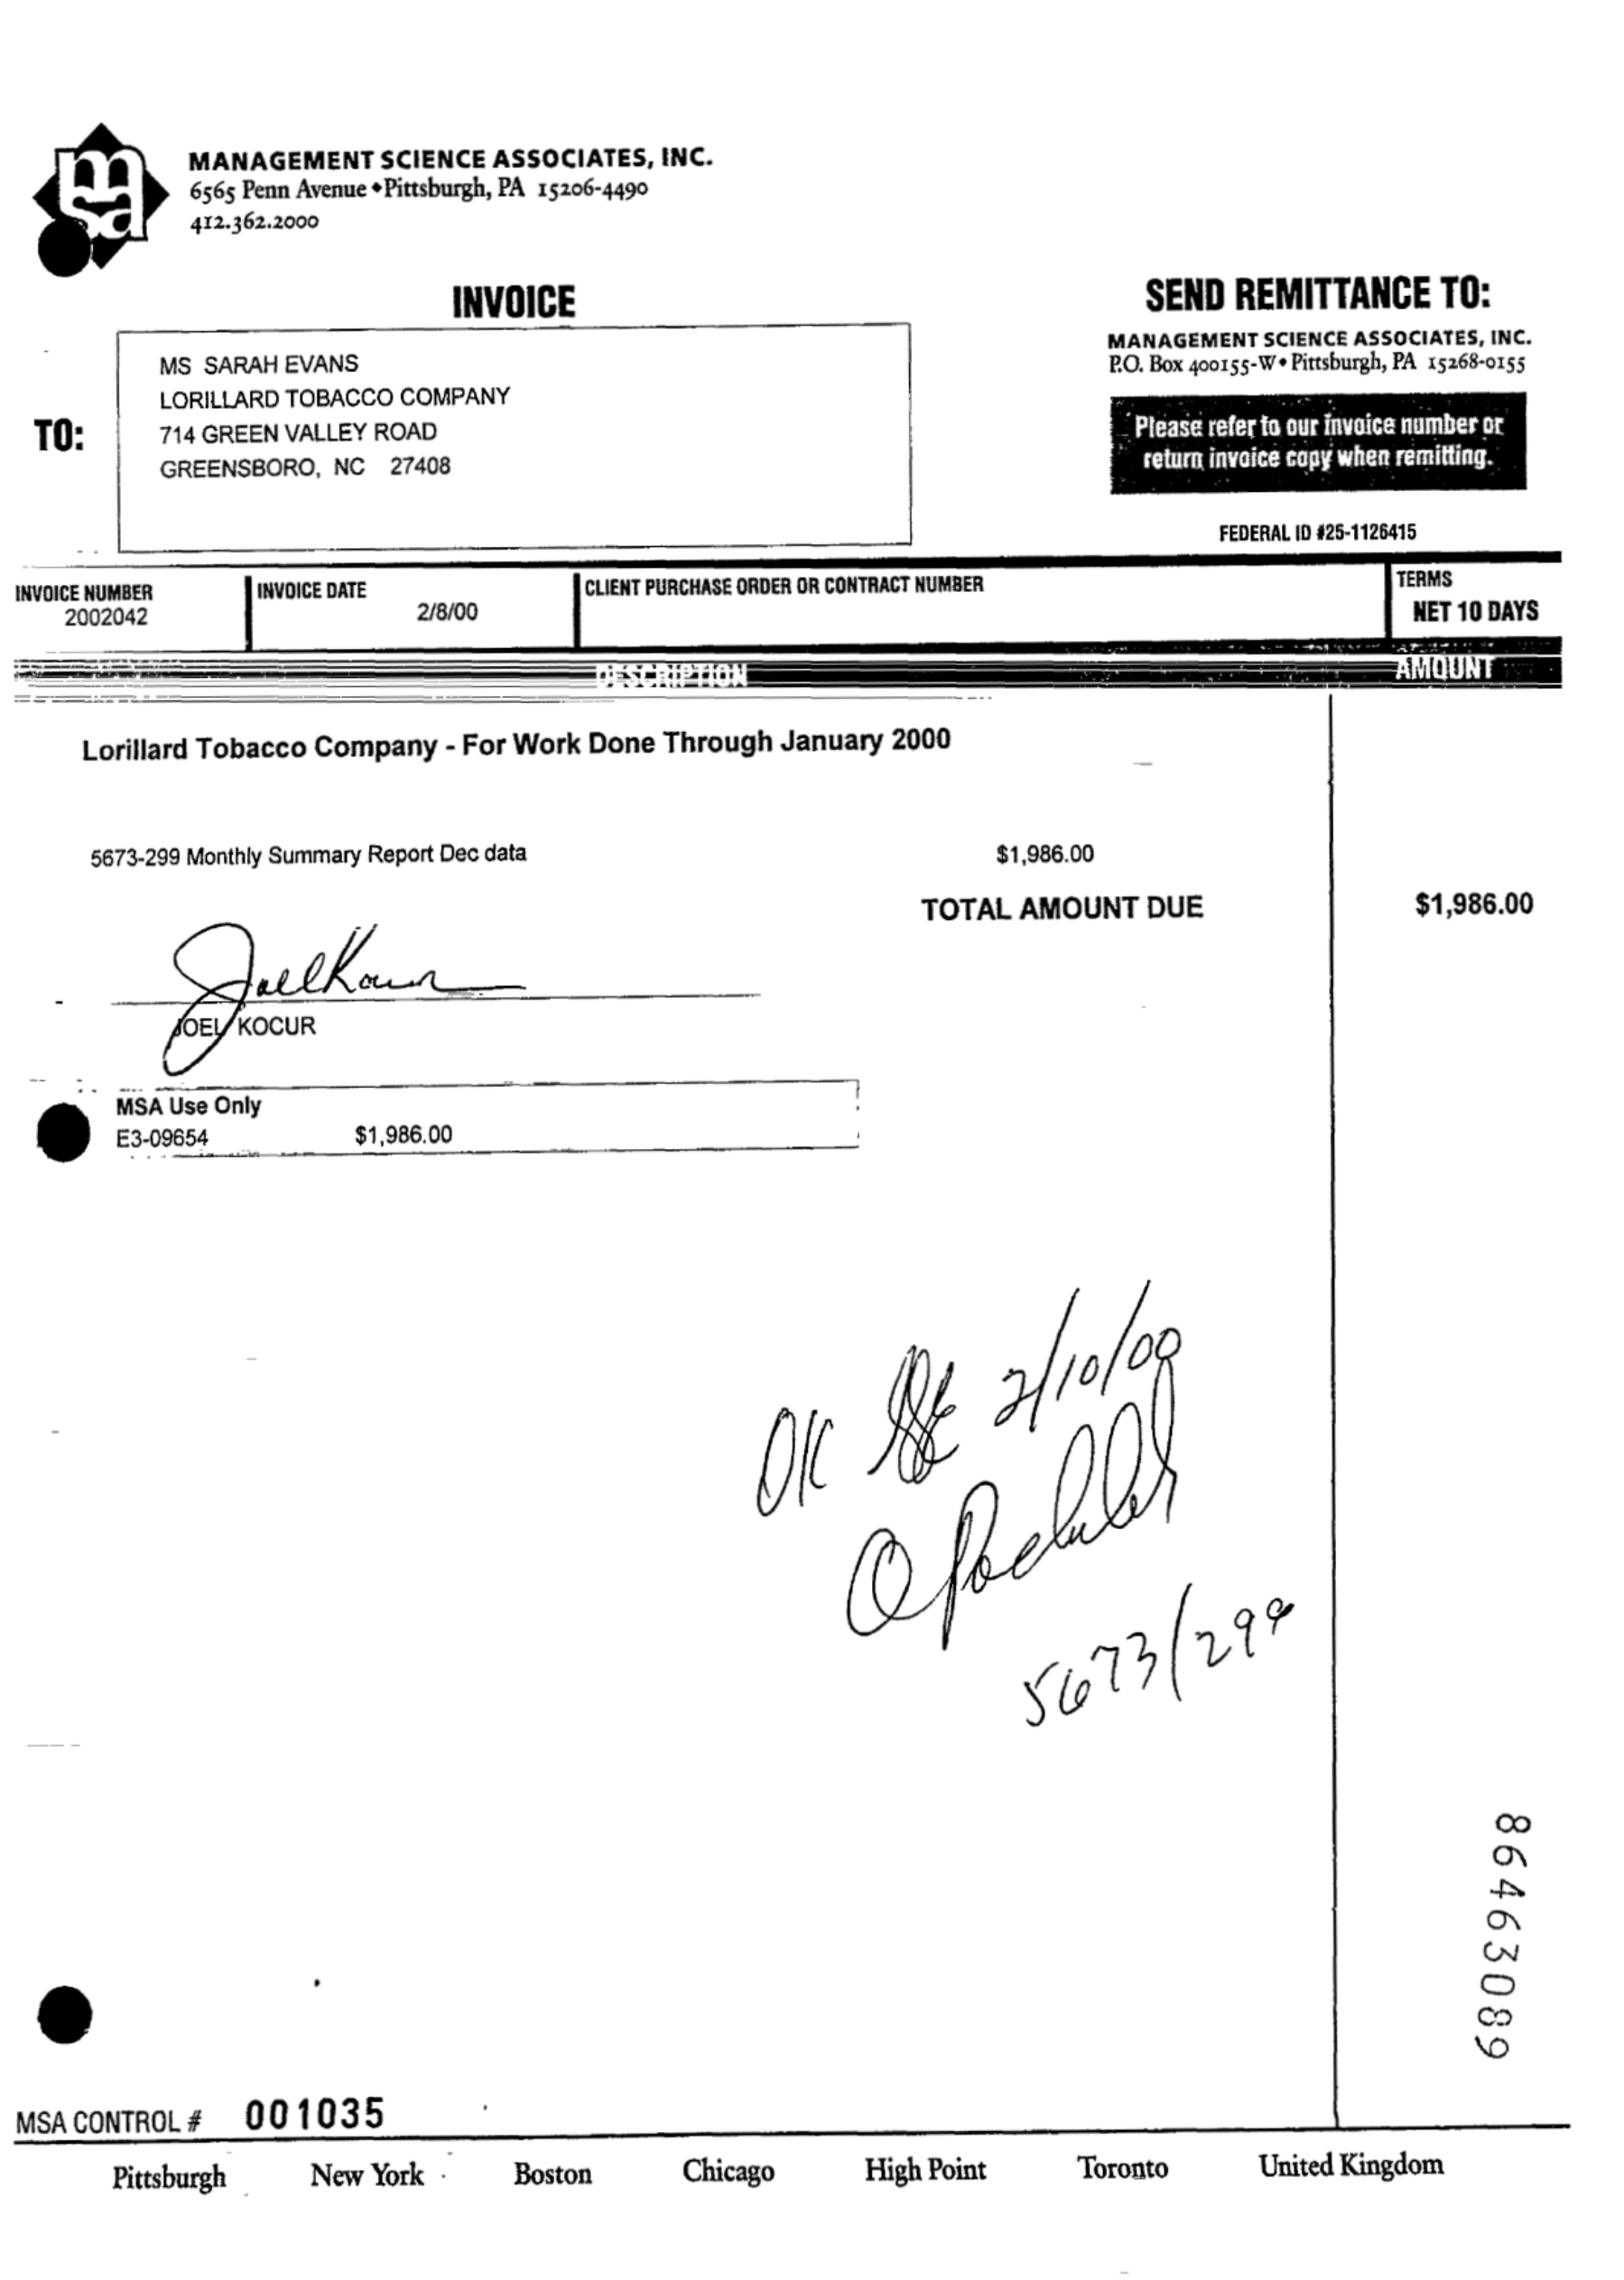 msa
MANAGEMENT SCIENCE ASSOCIATES, INC.
6565 Penn Avenue ◆ Pittsburgh, PA 15206-4490
412.362.2000
INVOICE
TO:
MS SARAH EVANS
LORILLARD TOBACCO COMPANY
714 GREEN VALLEY ROAD
GREENSBORO, NC 27408
SEND REMITTANCE TO:
MANAGEMENT SCIENCE ASSOCIATES, INC.
P.O. Box 400155-W • Pittsburgh, PA 15268-0155
Please refer to our invoice number or
return invoice copy when remitting.
FEDERAL ID #25-1126415
INVOICE NUMBER
2002042
INVOICE DATE
2/8/00
CLIENT PURCHASE ORDER OR CONTRACT NUMBER
TERMS
NET 10 DAYS
DESCRIPTION AMOUNT
Lorillard Tobacco Company - For Work Done Through January 2000
5673-299 Monthly Summary Report Dec data $1,986.00
TOTAL AMOUNT DUE $1,986.00
Joel Kocur
JOEL KOCUR
MSA Use Only
E3-09654 $1,986.00
OK SE 2/10/00
5673/299
86463089
MSA CONTROL # 001035
Pittsburgh New York Boston Chicago High Point Toronto United Kingdom